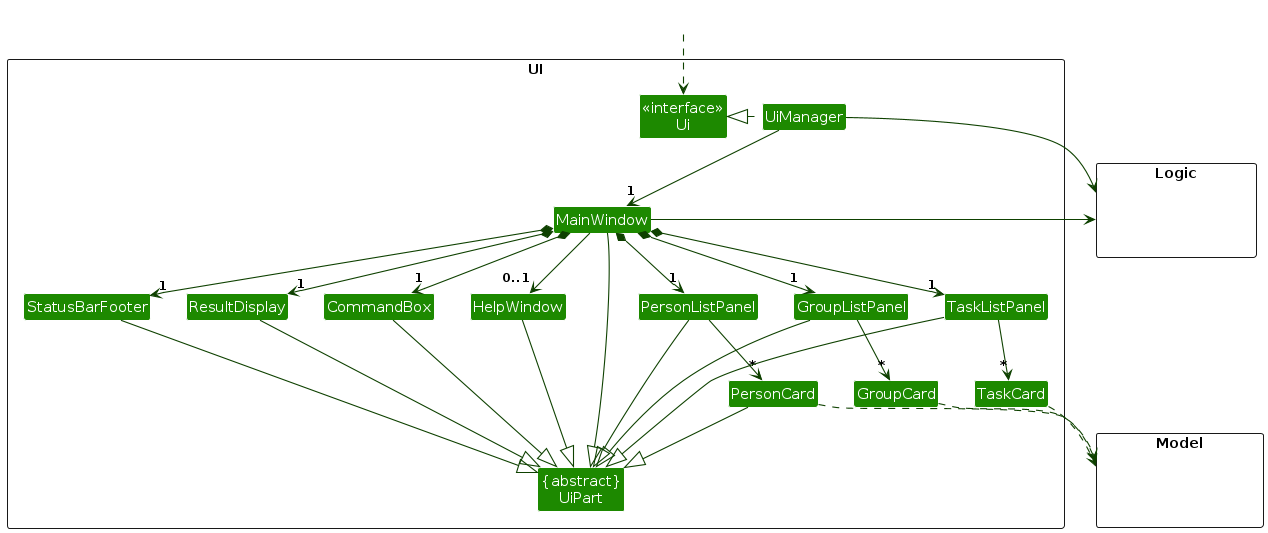 UI
«interface»
Ui
UiManager
Logic
1
MainWindow
1
1
1
0..1
1
1
1
StatusBarFooter
ResultDisplay
CommandBox
HelpWindow
PersonListPanel
GroupListPanel
TaskListPanel
*
*
*
PersonCard
GroupCard
TaskCard
Model
{abstract}
UiPart